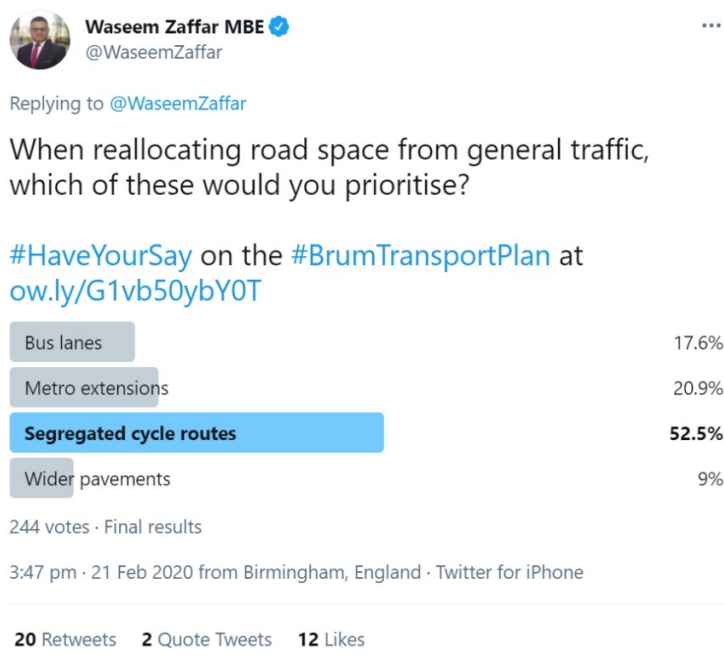 Waseem Zaffar MBE
@WaseemZaffar
Replying to @WaseemZaffar
When reallocating road space from general traffic,
which of these would you prioritise?
#HaveYourSay on the #BrumTransportPlan at
ow.ly/G1vb50ybY0T
Bus lanes 17.6%
Metro extensions 20.9%
Segregated cycle routes 52.5%
Wider pavements 9%
244 votes · Final results
3:47 pm · 21 Feb 2020 from Birmingham, England · Twitter for iPhone
20 Retweets 2 Quote Tweets 12 Likes